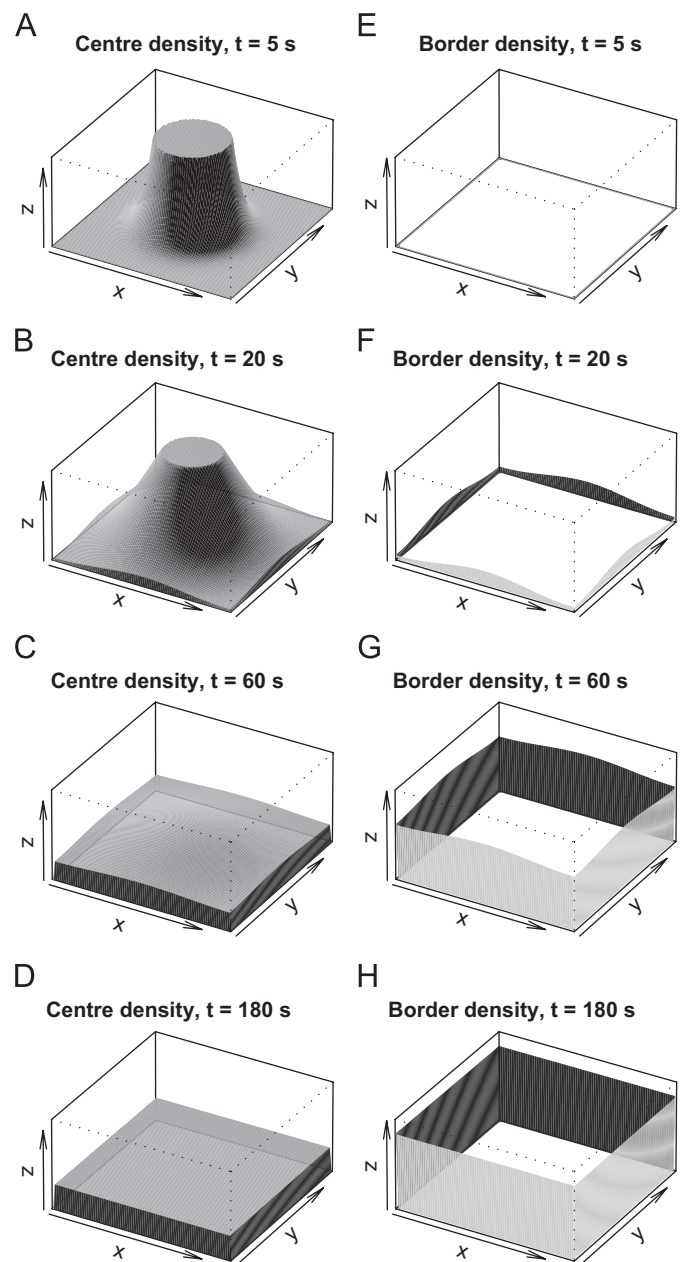 A
Centre density, t = 5 s
z
x
y
E
Border density, t = 5 s
z
x
y
B
Centre density, t = 20 s
z
x
y
F
Border density, t = 20 s
z
x
y
C
Centre density, t = 60 s
z
x
y
G
Border density, t = 60 s
z
x
y
D
Centre density, t = 180 s
z
x
y
H
Border density, t = 180 s
z
x
y